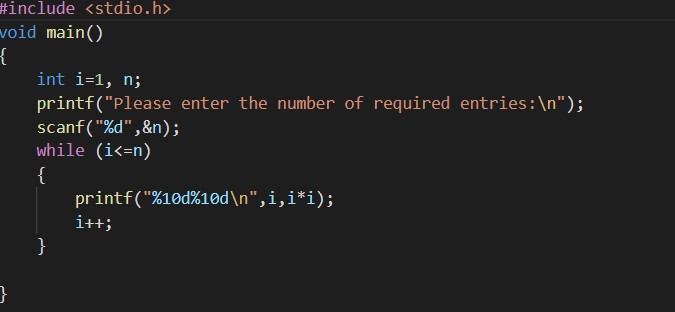 #include <stdio.h>
void main()
{
    int i=1, n;
    printf("Please enter the number of required entries:\n");
    scanf("%d",&n);
    while (i<=n)
    {
        printf("%10d%10d\n",i,i*i);
        i++;
    }

}